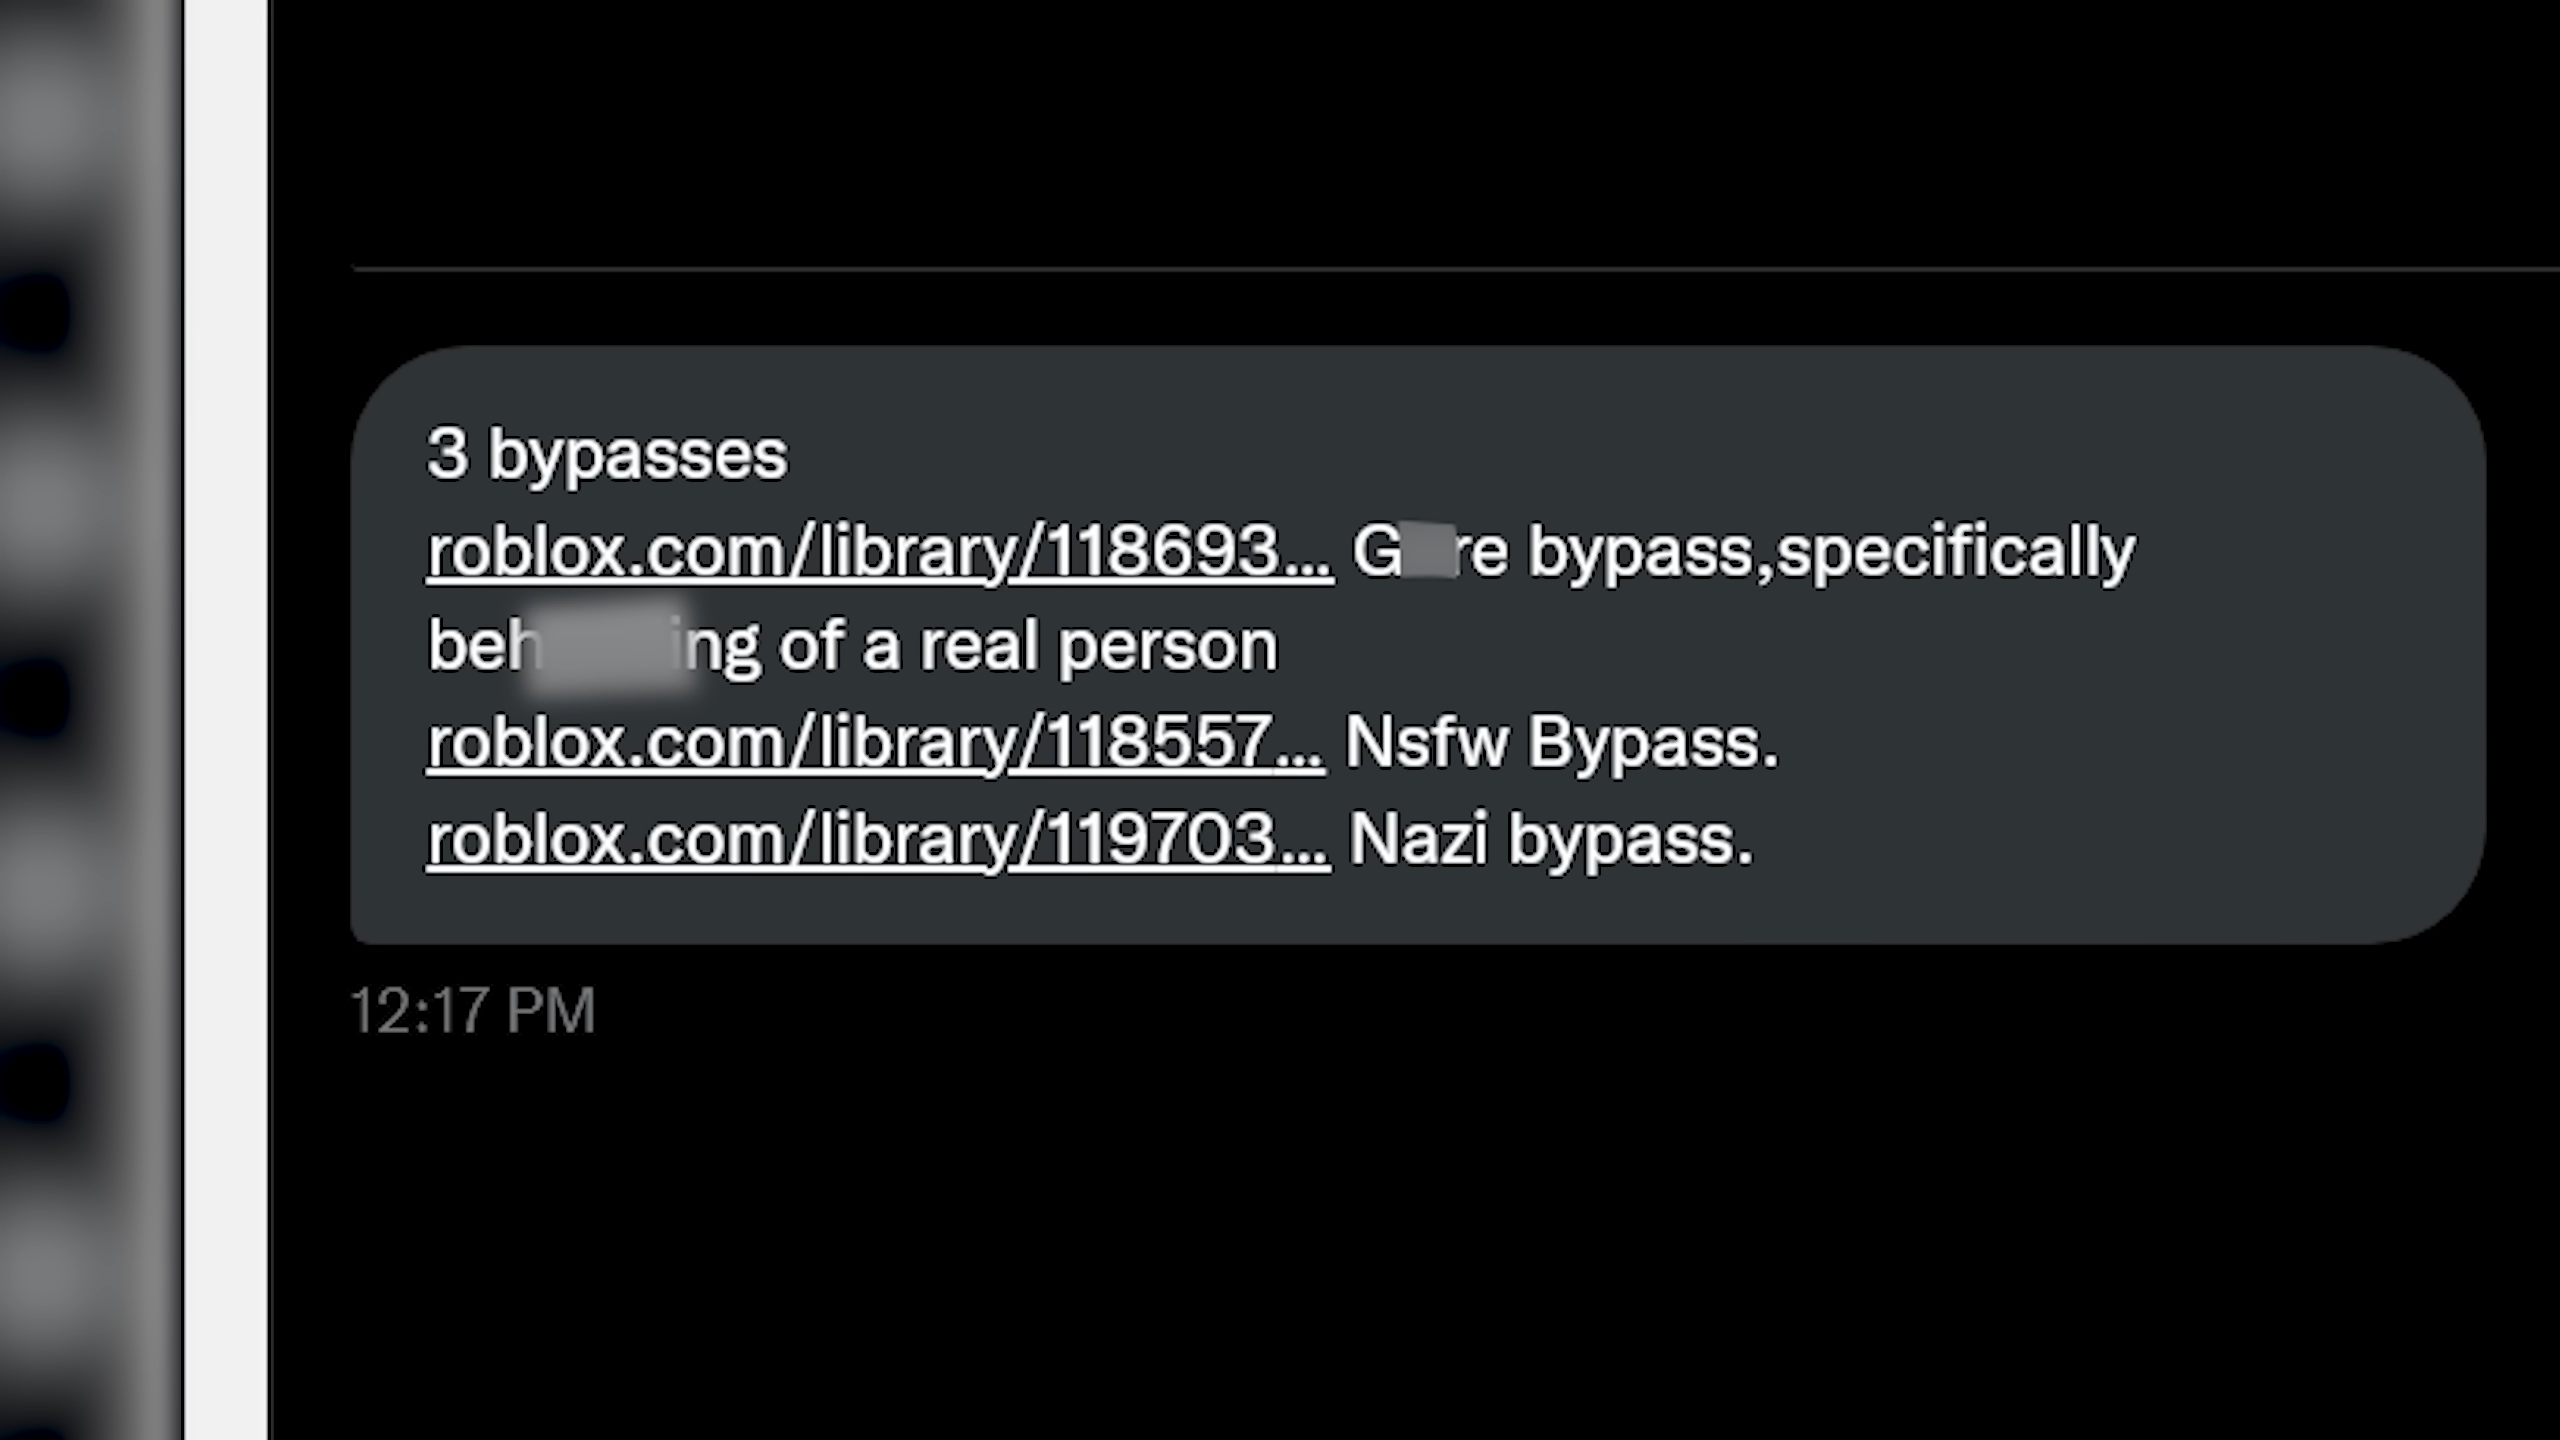 3 bypasses
roblox.com/library/118693... bypass,specifically
of a real person
roblox.com/library/118557... Nsfw Bypass.
roblox.com/library/119703... Nazi bypass.
12:17 PM